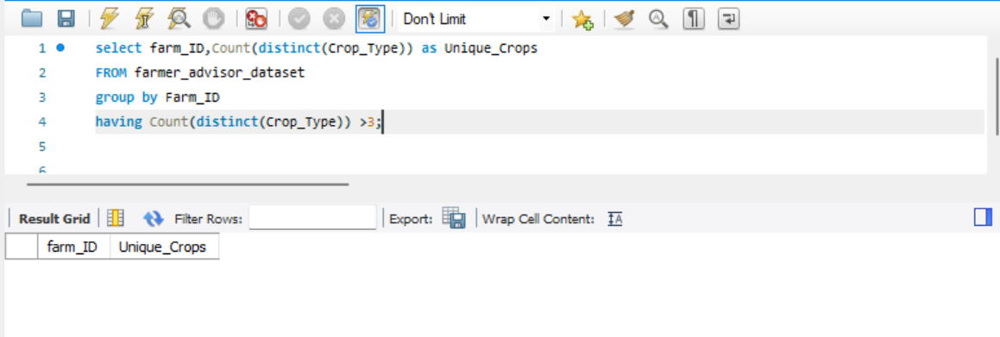 Don't Limit
1 select farm_ID,Count(distinct(Crop_Type)) as Unique_Crops
2 FROM farmer_advisor_dataset
3 group by Farm_ID
4 having Count(distinct(Crop_Type)) >3;
5
6
Result Grid Filter Rows: Export: Wrap Cell Content: IA
farm_ID Unique_Crops